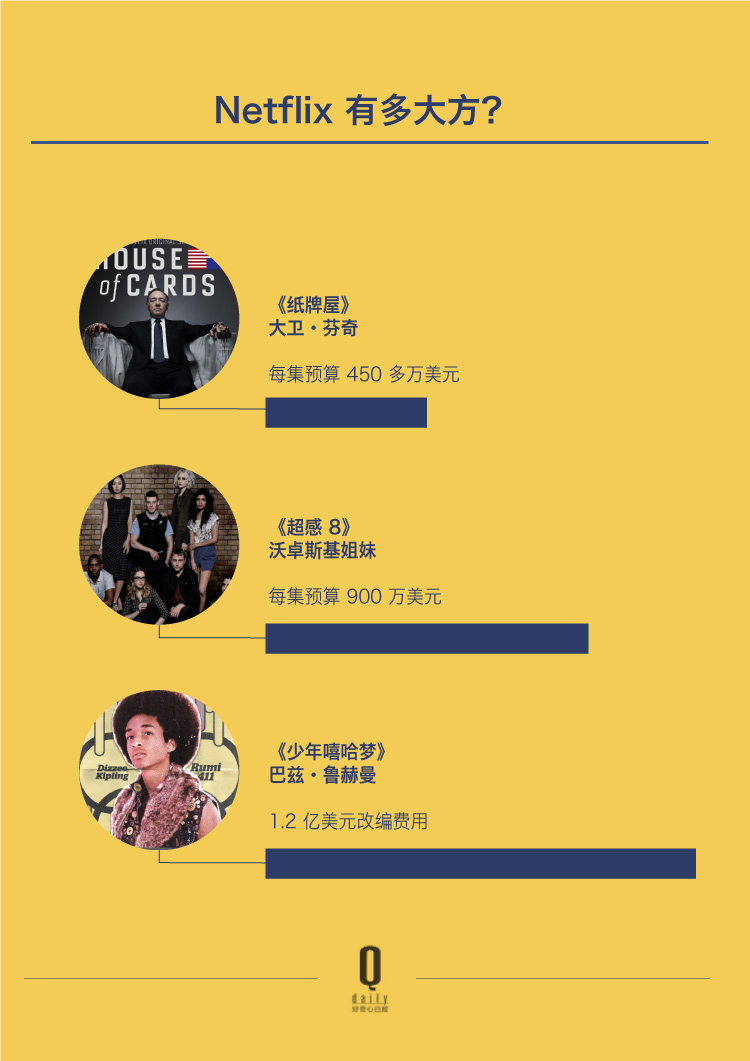 Netflix 有多大方?
HOUSE
of CARDS
《纸牌屋》
大卫・芬奇
每集预算 450 多万美元
《超感 8》
沃卓斯基姐妹
每集预算 900 万美元
Dizzee
Kipling
Rumi
411
《少年嘻哈梦》
巴兹・鲁赫曼
1.2 亿美元改编费用
Q
daily
好奇心日报